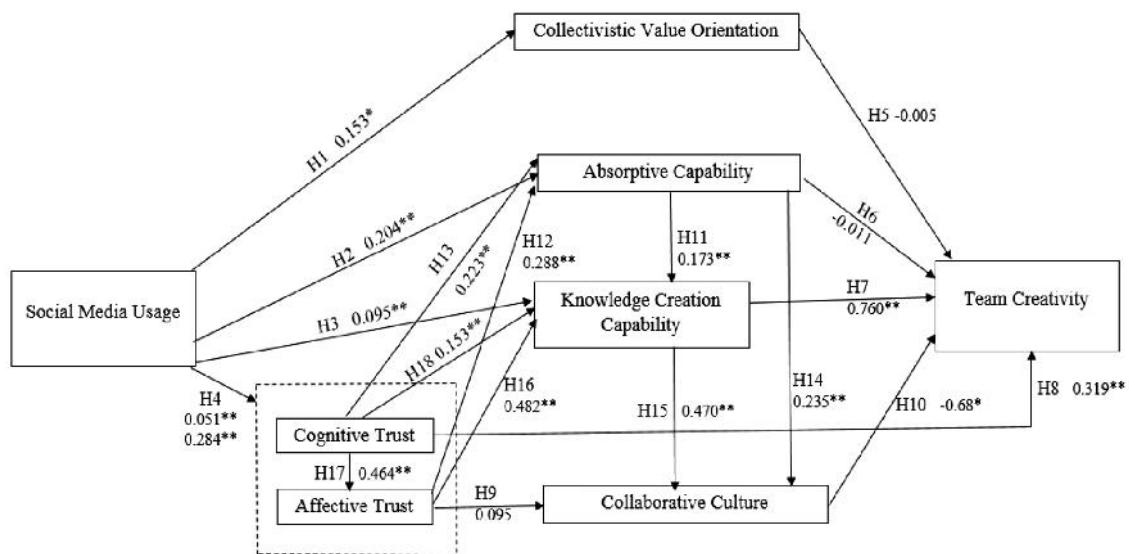 Collectivistic Value Orientation
H1 0.153*
H5 -0.005
Absorptive Capability
H2 0.204**
H13
0.223**
H12
0.288**
H11
0.173**
H6
-0.011
Social Media Usage
H3 0.095**
Knowledge Creation
Capability
H7
0.760**
Team Creativity
H18 0.153**
H4
0.051**
0.284**
H16
0.482**
H15 0.470**
H14
0.235**
H10 -0.68*
H8 0.319**
Cognitive Trust
H17 0.464**
Affective Trust
H9
0.095
Collaborative Culture